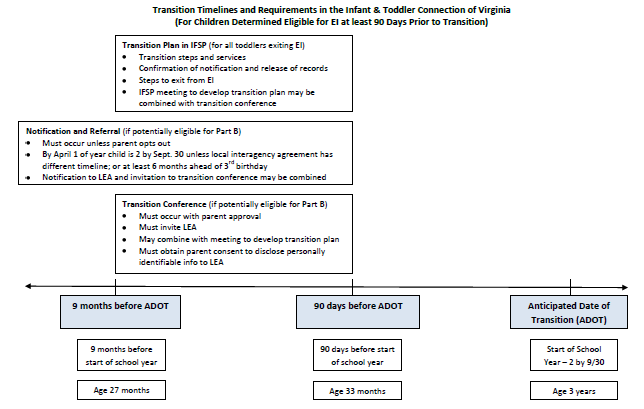 Transition Timelines and Requirements in the Infant & Toddler Connection of Virginia
(For Children Determined Eligible for EI at least 90 Days Prior to Transition)
Transition Plan in IFSP (for all toddlers exiting EI)
• Transition steps and services
• Confirmation of notification and release of records
• Steps to exit from EI
• IFSP meeting to develop transition plan may be
combined with transition conference
Notification and Referral (if potentially eligible for Part B)
• Must occur unless parent opts out
• By April 1 of year child is 2 by Sept. 30 unless local interagency agreement has
different timeline; or at least 6 months ahead of 3rd birthday
• Notification to LEA and invitation to transition conference may be combined
Transition Conference (if potentially eligible for Part B)
• Must occur with parent approval
• Must invite LEA
• May combine with meeting to develop transition plan
• Must obtain parent consent to disclose personally
identifiable info to LEA
9 months before ADOT
90 days before ADOT
Anticipated Date of
Transition (ADOT)
9 months before
start of school year
90 days before start
of school year
Start of School
Year – 2 by 9/30
Age 27 months
Age 33 months
Age 3 years